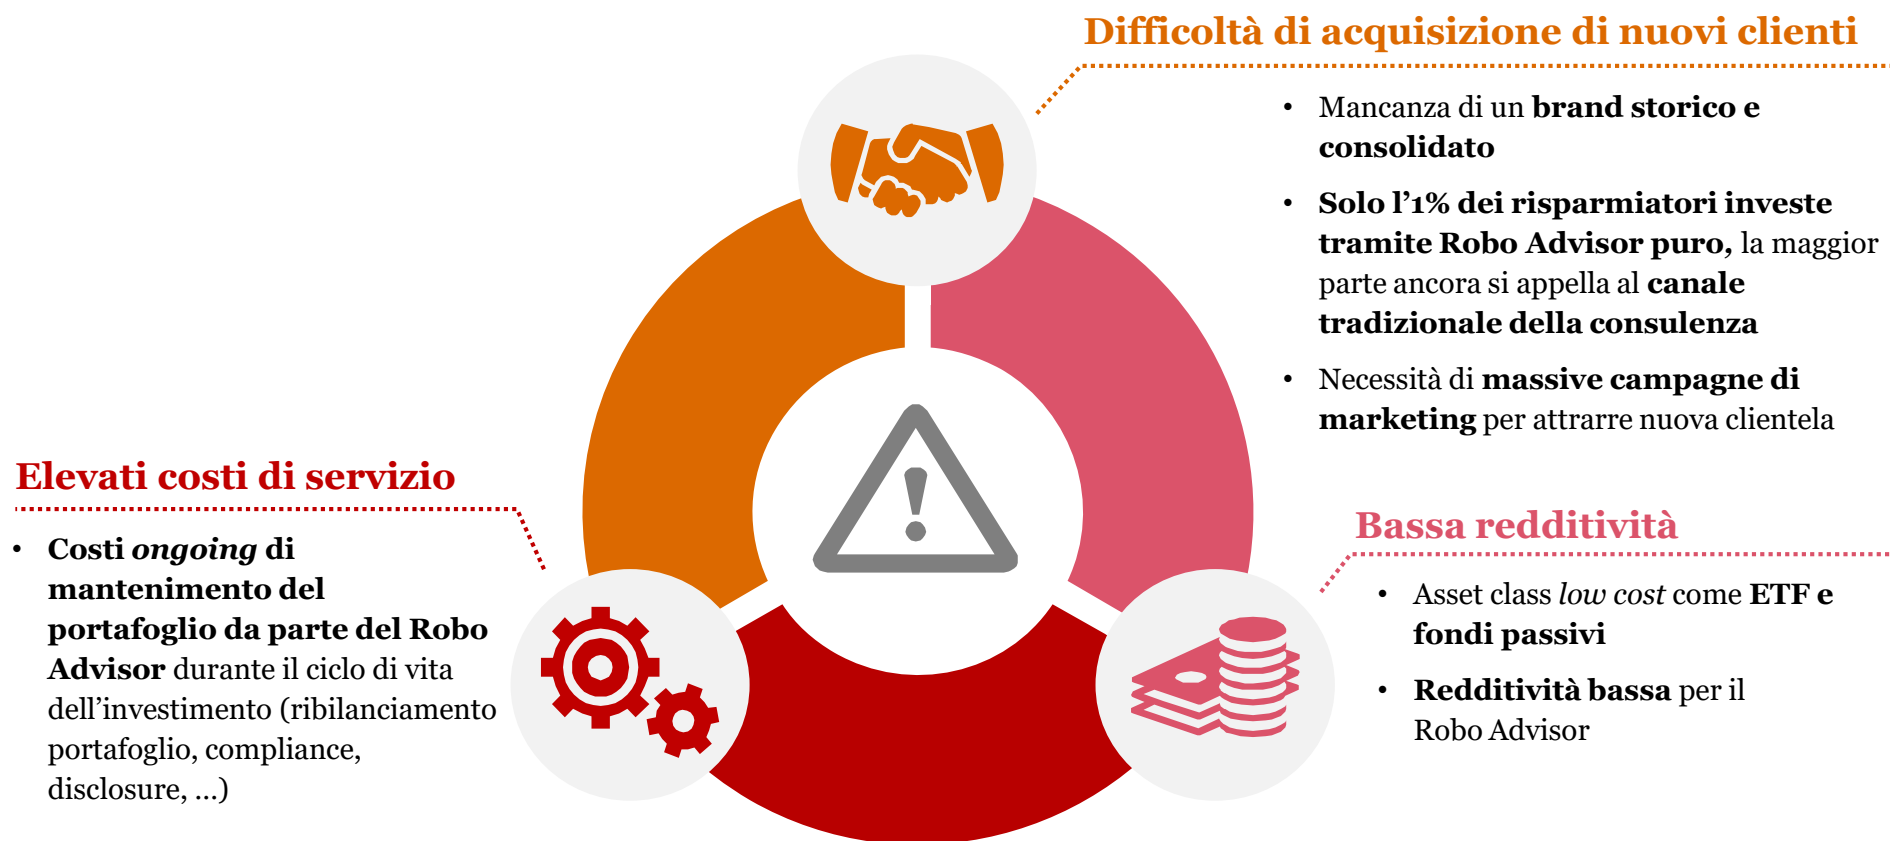 Difficoltà di acquisizione di nuovi clienti
• Mancanza di un brand storico e
consolidato
• Solo l’1% dei risparmiatori investe
tramite Robo Advisor puro, la maggior
parte ancora si appella al canale
tradizionale della consulenza
• Necessità di massive campagne di
marketing per attrarre nuova clientela
Elevati costi di servizio
• Costi ongoing di
mantenimento del
portafoglio da parte del Robo
Advisor durante il ciclo di vita
dell’investimento (ribilanciamento
portafoglio, compliance,
disclosure, …)
Bassa redditività
• Asset class low cost come ETF e
fondi passivi
• Redditività bassa per il
Robo Advisor